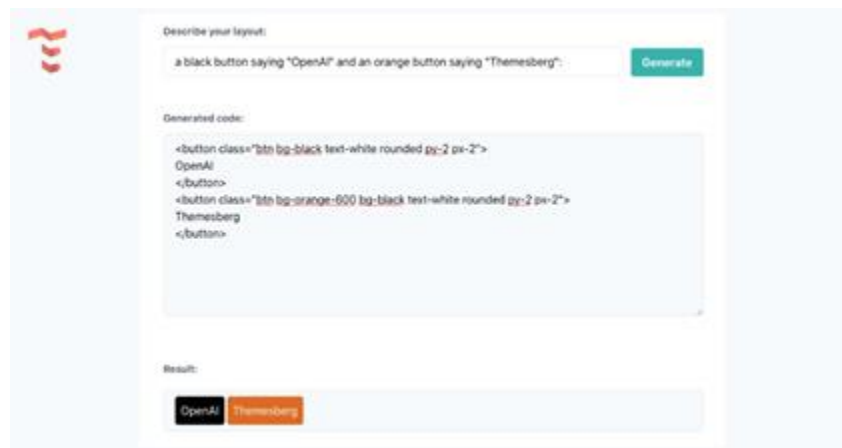 Describe your layout:
a black button saying "OpenAI" and an orange button saying "Themesberg":
Generate
Generated code:
<button class="btn bg-black text-white rounded py-2 px-2">
OpenAI
</button>
<button class="btn bg-orange-600 bg-black text-white rounded py-2 px-2">
Themesberg
</button>
Result:
OpenAI Themesberg